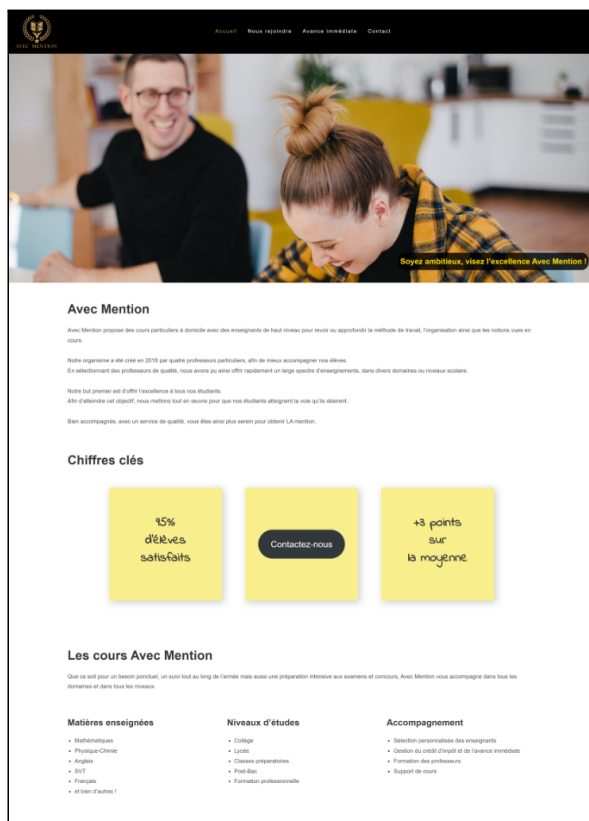 AVEC MENTION
Accueil Nous rejoindre Avance immédiate Contact
Soyez ambitieux, visez l'excellence Avec Mention !
Avec Mention
Avec Mention propose des cours particuliers à domicile avec des enseignants de haut niveau pour revoir ou approfondir la méthode de travail, l'organisation ainsi que les notions vues en
cours.
Notre organisme a été créé en 2016 par quatre professeurs particuliers, afin de mieux accompagner nos élèves.
En sélectionnant des professeurs de qualité, nous avons pu ainsi offrir rapidement un large spectre d'enseignements, dans divers domaines ou niveaux scolaire.
Notre but premier est d'offrir l'excellence à tous nos étudiants.
Afin d'atteindre cet objectif, nous mettons tout en œuvre pour que nos étudiants atteignent la voie qu'ils désirent.
Bien accompagnés, avec un service de qualité, vous êtes ainsi plus serein pour obtenir LA mention.
Chiffres clés
95%
d'élèves
satisfaits
Contactez-nous
+3 points
sur
la moyenne
Les cours Avec Mention
Que ce soit pour un besoin ponctuel, un suivi tout au long de l'année mais aussi une préparation intensive aux examens et concours, Avec Mention vous accompagne dans tous les
domaines et dans tous les niveaux.
Matières enseignées
• Mathématiques
• Physique-Chimie
• Anglais
• SVT
• Français
• et bien d'autres !
Niveaux d'études
• Collège
• Lycée
• Classes préparatoires
• Post-Bac
• Formation professionnelle
Accompagnement
• Sélection personnalisée des enseignants
• Gestion du crédit d'impôt et de l'avance immédiate
• Formation des professeurs
• Support de cours